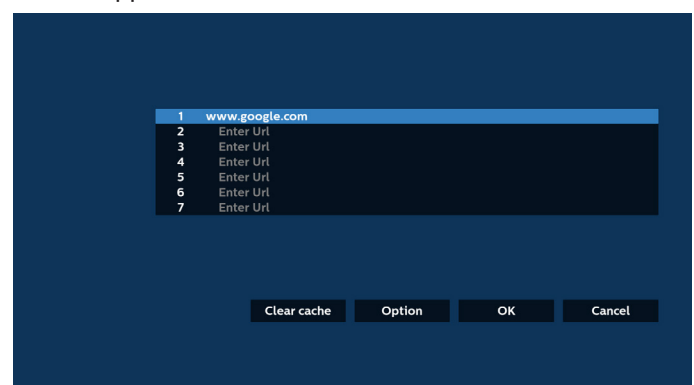 1 www.google.com
2 Enter Url
3 Enter Url
4 Enter Url
5 Enter Url
6 Enter Url
7 Enter Url
Clear cache Option OK Cancel